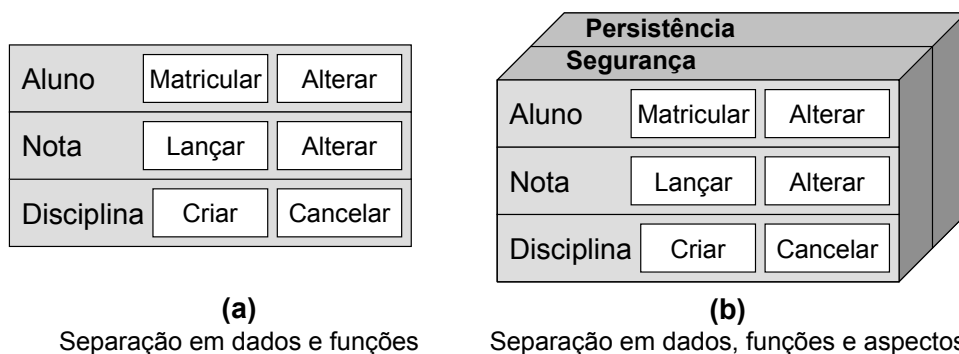 Aluno Matricular Alterar
Nota Lançar Alterar
Disciplina Criar Cancelar
(a)
Separação em dados e funções
Persistência
Segurança
Aluno Matricular Alterar
Nota Lançar Alterar
Disciplina Criar Cancelar
(b)
Separação em dados, funções e aspectos